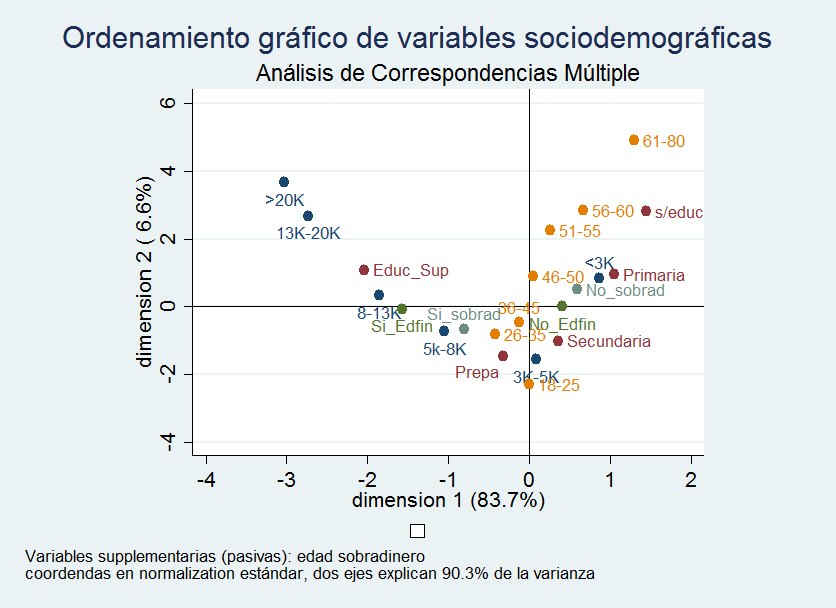 Ordenamiento gráfico de variables sociodemográficas
Análisis de Correspondencias Múltiple
6
4
2
0
-2
-4
dimension 2 ( 6.6%)
61-80
>20K
56-60
s/educ
13K-20K
51-55
<3K
Educ_Sup
46-50
Primaria
No_sobrad
8-13K
Si_sobrad
36-45
Si_Edfin
No_Edfin
26-35
Secundaria
5k-8K
Prepa
3K-5K
18-25
-4
-3
-2
-1
0
1
2
dimension 1 (83.7%)
Variables supplementarias (pasivas): edad sobradinero
coordendas en normalization estándar, dos ejes explican 90.3% de la varianza